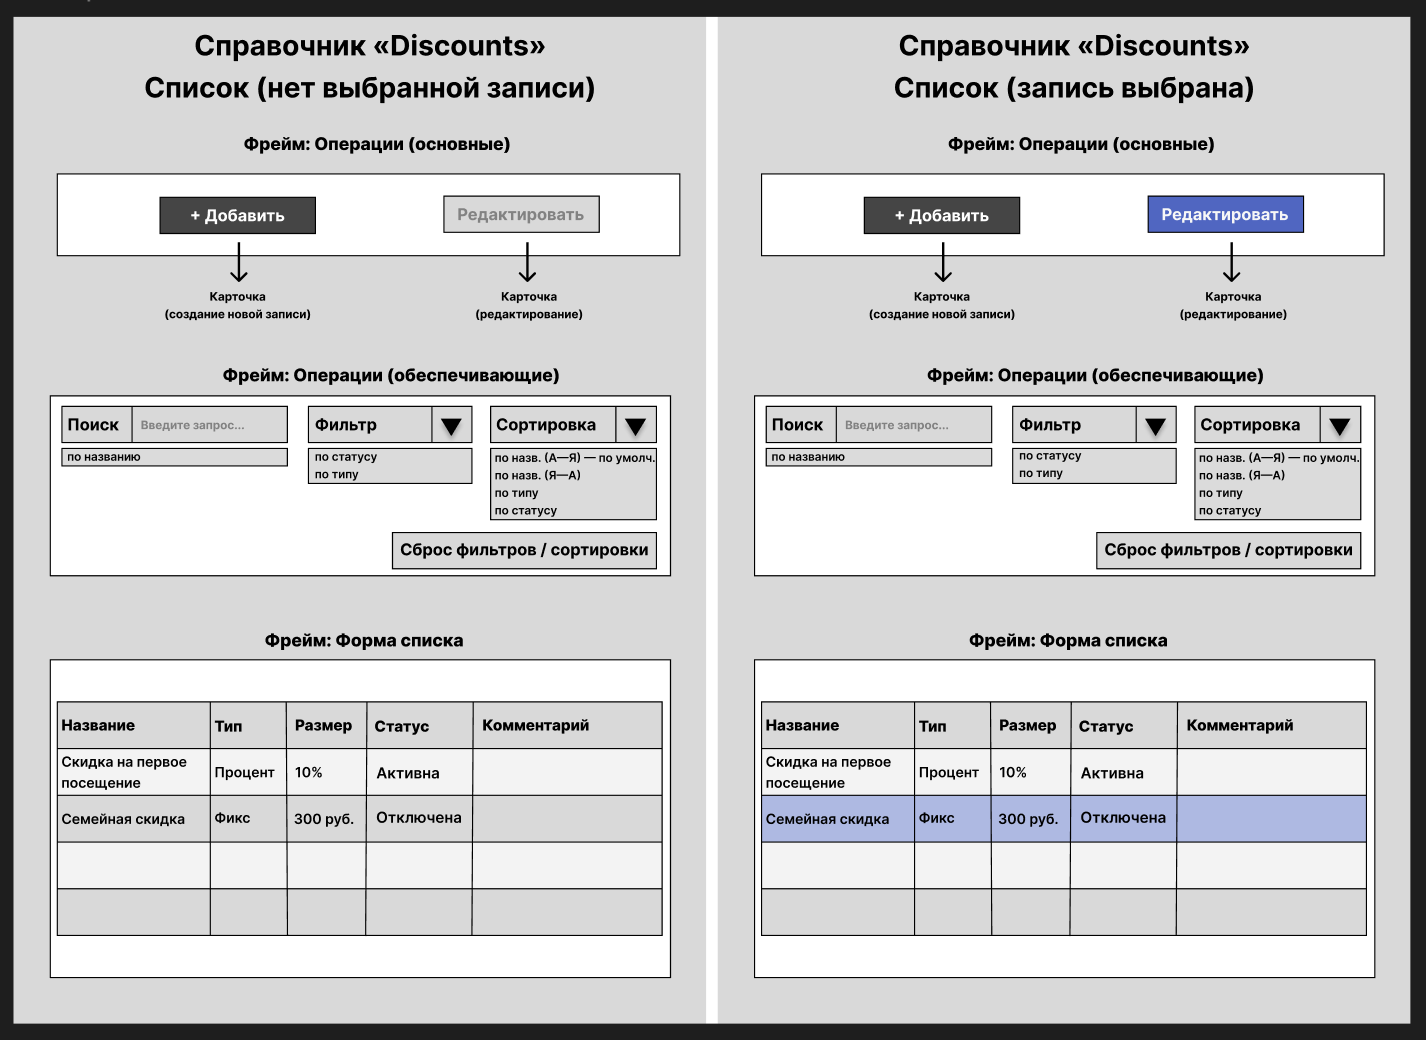 Справочник «Discounts»
Список (нет выбранной записи)
Фрейм: Операции (основные)
+ Добавить
Редактировать
Карточка
(создание новой записи)
Карточка
(редактирование)
Фрейм: Операции (обеспечивающие)
Поиск
Введите запрос...
Фильтр
Сортировка
по названию
по статусу
по типу
по назв. (А—Я) — по умолч.
по назв. (Я—А)
по типу
по статусу
Сброс фильтров / сортировки
Фрейм: Форма списка
Название
Тип
Размер
Статус
Комментарий
Скидка на первое
посещение
Процент
10%
Активна
Семейная скидка
Фикс
300 руб.
Отключена
Справочник «Discounts»
Список (запись выбрана)
Фрейм: Операции (основные)
+ Добавить
Редактировать
Карточка
(создание новой записи)
Карточка
(редактирование)
Фрейм: Операции (обеспечивающие)
Поиск
Введите запрос...
Фильтр
Сортировка
по названию
по статусу
по типу
по назв. (А—Я) — по умолч.
по назв. (Я—А)
по типу
по статусу
Сброс фильтров / сортировки
Фрейм: Форма списка
Название
Тип
Размер
Статус
Комментарий
Скидка на первое
посещение
Процент
10%
Активна
Семейная скидка
Фикс
300 руб.
Отключена